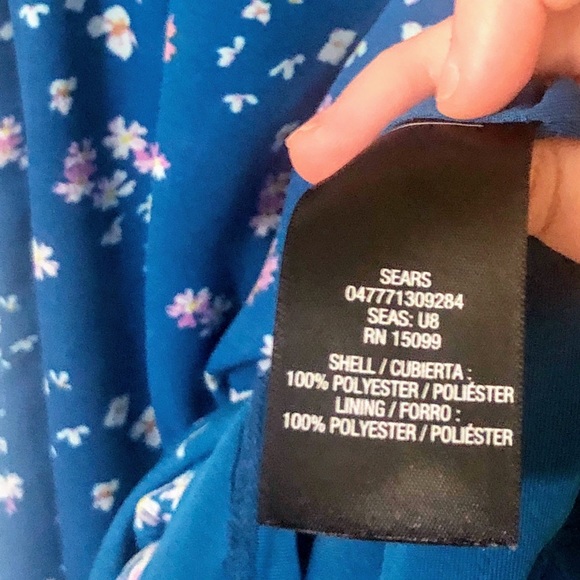 SEARS
047771309284
SEAS: U8
RN 15099
SHELL / CUBIERTA :
100% POLYESTER / POLIÉSTER
LINING / FORRO :
100% POLYESTER / POLIÉSTER